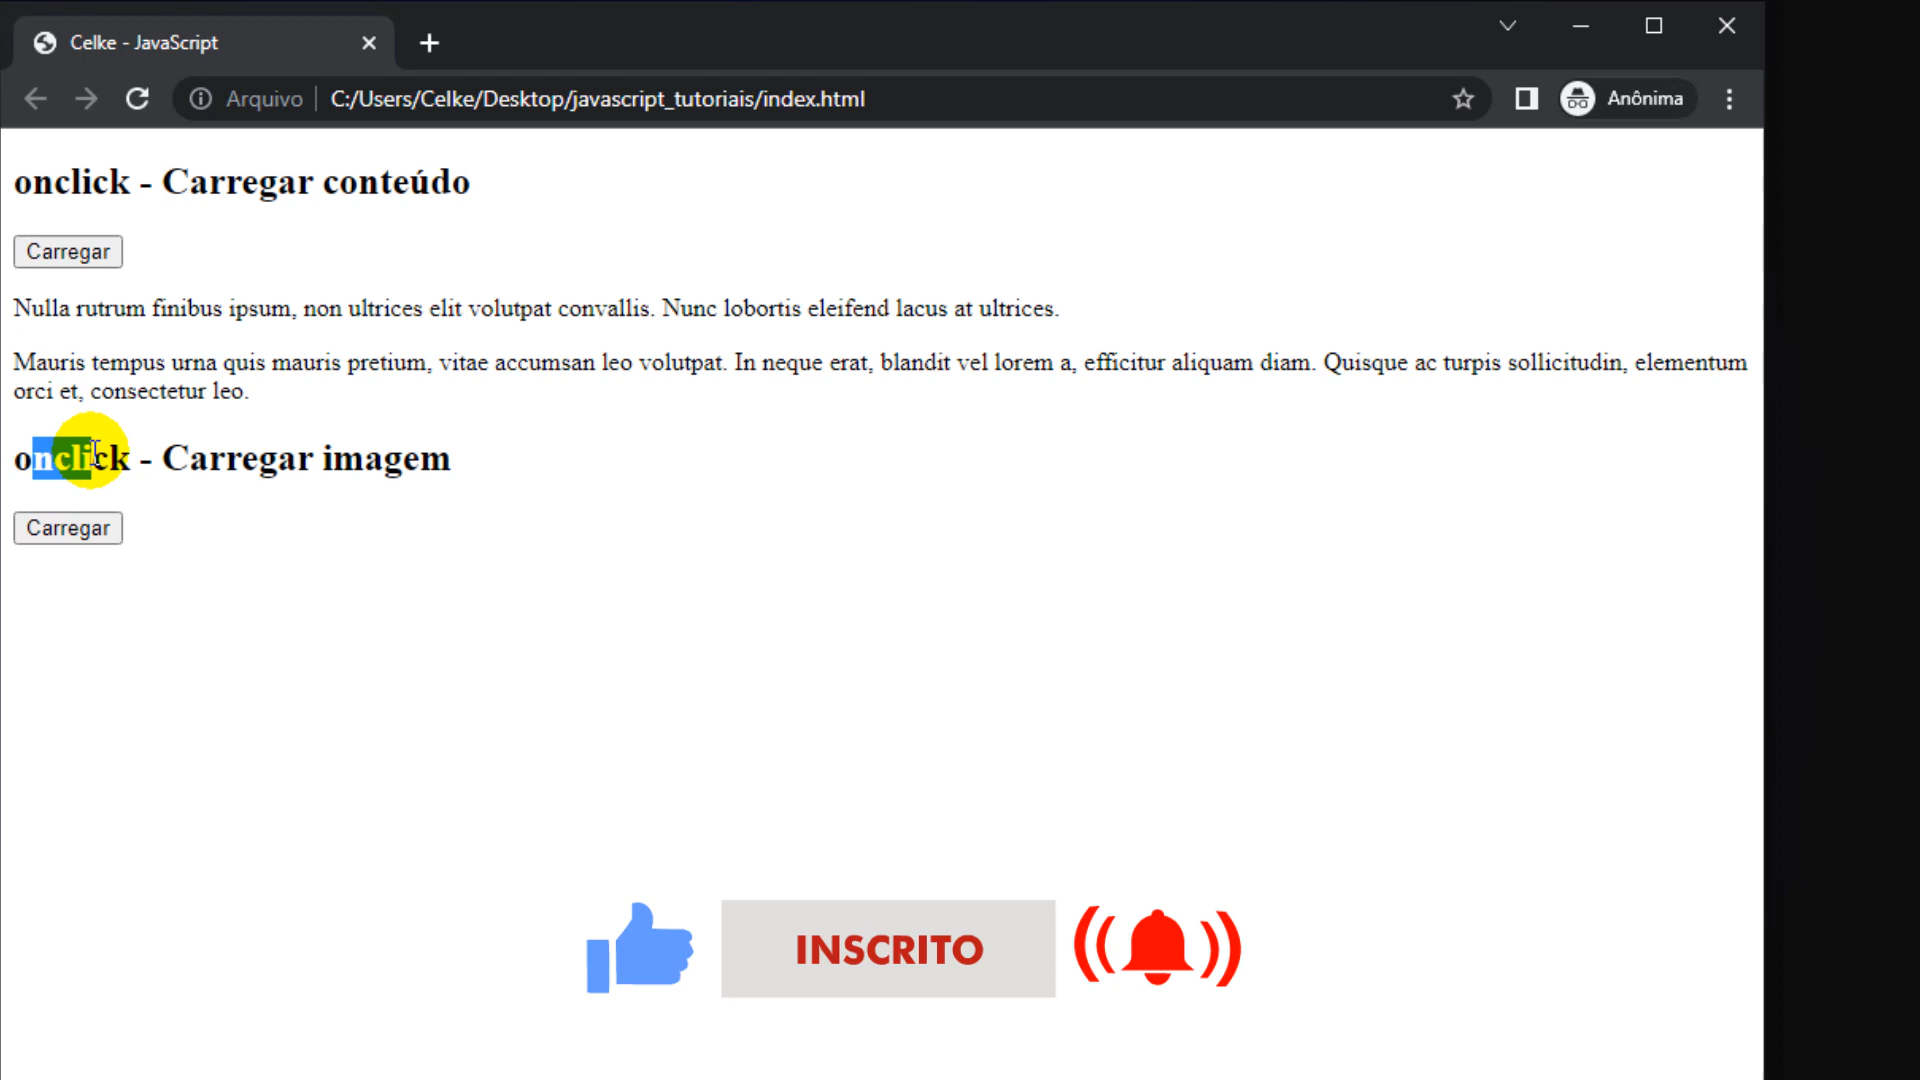 Celke - JavaScript
Arquivo | C:/Users/Celke/Desktop/javascript_tutoriais/index.html
Anônima
onclick - Carregar conteúdo
Carregar
Nulla rutrum finibus ipsum, non ultrices elit volutpat convallis. Nunc lobortis eleifend lacus at ultrices.
Mauris tempus urna quis mauris pretium, vitae accumsan leo volutpat. In neque erat, blandit vel lorem a, efficitur aliquam diam. Quisque ac turpis sollicitudin, elementum
orci et, consectetur leo.
onclick - Carregar imagem
Carregar
INSCRITO